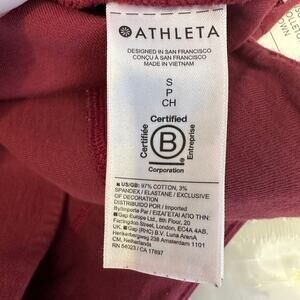 ATHLETA
DESIGNED IN SAN FRANCISCO
CONÇU À SAN FRANCISCO
MADE IN VIETNAM
S
P
CH
Certified
Certifiée
B
Entreprise
Corporation
US/GB: 97% COTTON, 3%
SPANDEX / ELASTANE / EXCLUSIVE
OF DECORATION
DISTRIBUIDO POR / Imported
By/Importe Par / ΕΙΣΑΓΕΤΑΙ ΑΠΟ ΤΗΝ:
Gap Europe Ltd., 8th Floor, 20
Farringdon Street, London, EC4A 4AB,
UK; Gap (RHC) B.V. Luna ArenA
Herikerbergweg 238 Amsterdam 1101
CM, Netherlands
RN 54023 / CA 17897